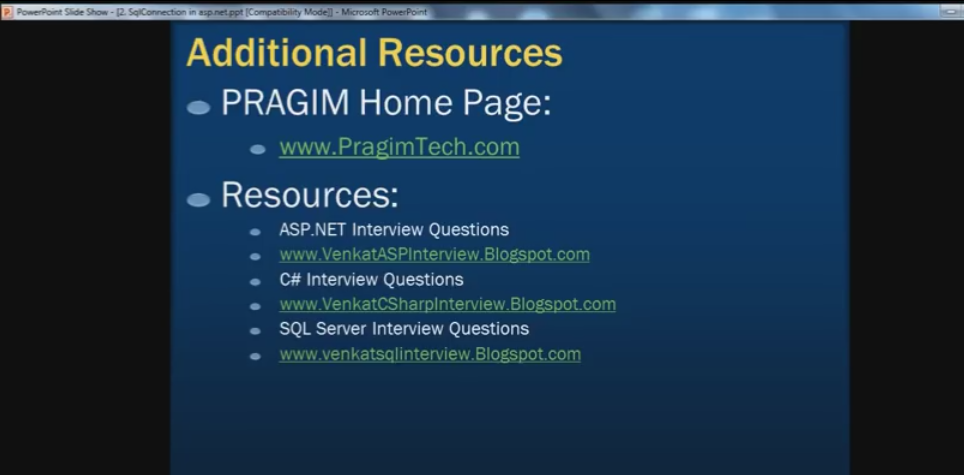 PowerPoint Slide Show - [2. SqlConnection in asp.net.ppt [Compatibility Mode]] - Microsoft PowerPoint
Additional Resources
PRAGIM Home Page:
www.PragimTech.com
Resources:
ASP.NET Interview Questions
www.VenkatASPInterview.Blogspot.com
C# Interview Questions
www.VenkatCSharpInterview.Blogspot.com
SQL Server Interview Questions
www.venkatsqlinterview.Blogspot.com